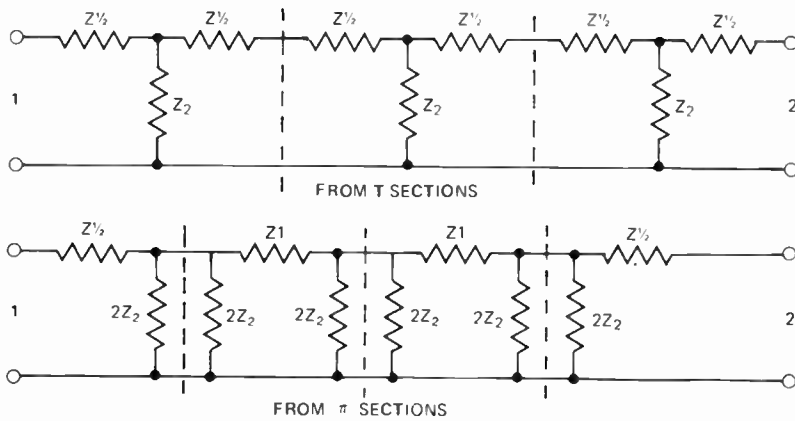 Z½ Z½ Z½ Z½ Z½ Z½
1 Z₂ Z₂ Z₂ 2
FROM T SECTIONS
Z½ Z1 Z1 Z½
1 2Z₂ 2Z₂ 2Z₂ 2Z₂ 2Z₂ 2Z₂ 2
FROM π SECTIONS